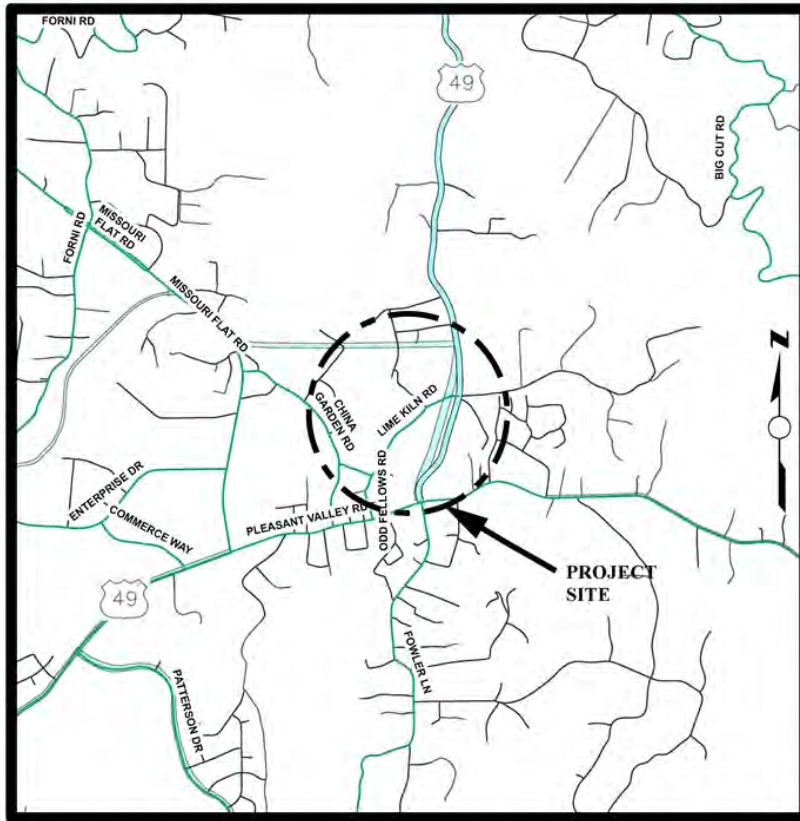 FORNI RD
49
BIG CUT RD
MISSOURI
FLAT RD
FORNI RD
MISSOURI FLAT RD
N
CHINA
GARDEN RD
LIME KILN RD
ENTERPRISE DR
COMMERCE WAY
PLEASANT VALLEY RD
ODD FELLOWS RD
49
PROJECT
SITE
FOWLER LN
PATTERSON DR